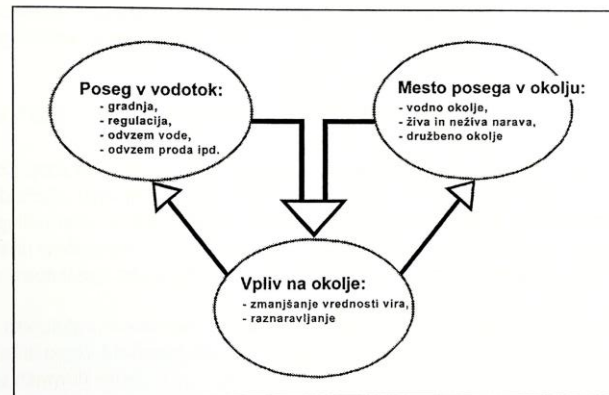 Poseg v vodotok:
- gradnja,
- regulacija,
- odvzem vode,
- odvzem proda ipd.
Mesto posega v okolju:
- vodno okolje,
- živa in neživa narava,
- družbeno okolje
Vpliv na okolje:
- zmanjšanje vrednosti vira,
- raznaravljanje